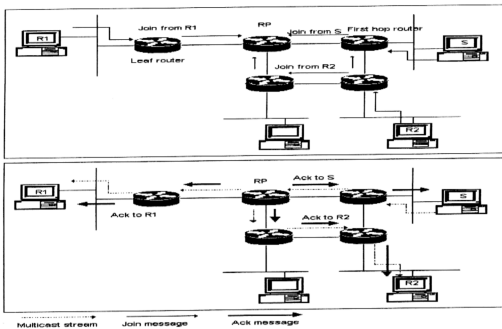 Join from R1
RP
Join from S
First hop router
R1
S
Leaf router
Join from R2
R2
RP
Ack to S
R1
S
Ack to R1
Ack to R2
R2
Multicast stream
Join message
Ack message